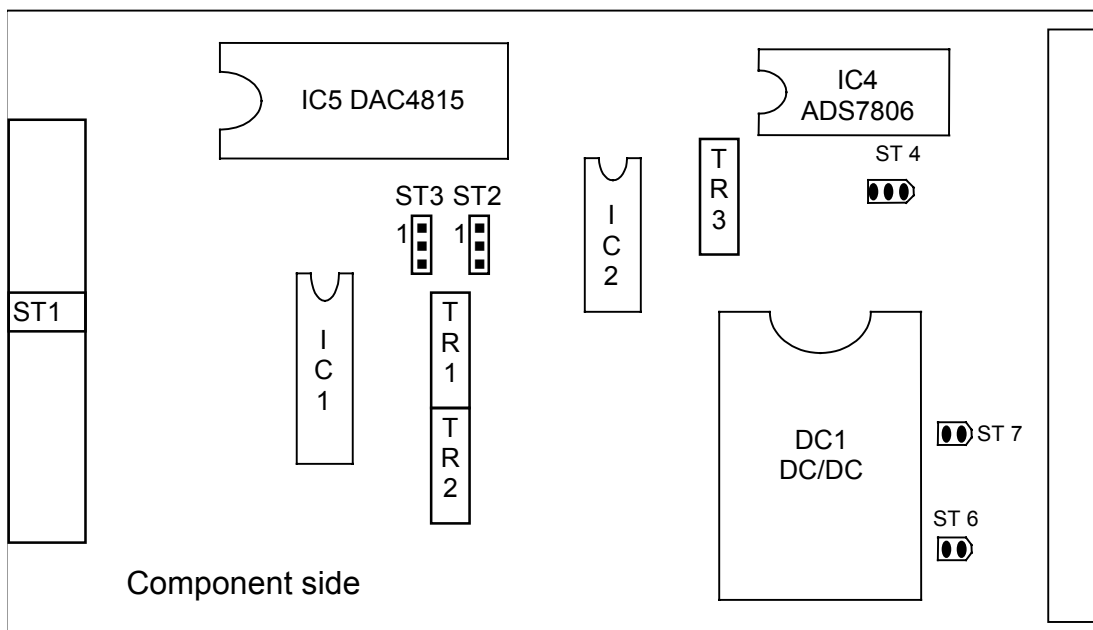 IC5 DAC4815
IC4
ADS7806
ST 4
T
R
3
ST3 ST2
1 1
I
C
2
ST1
I
C
1
T
R
1
T
R
2
DC1
DC/DC
ST 7
ST 6
Component side